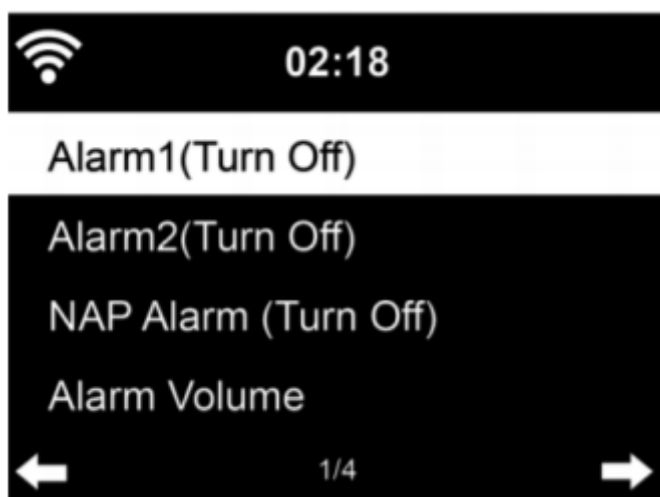 02:18
Alarm1(Turn Off)
Alarm2(Turn Off)
NAP Alarm (Turn Off)
Alarm Volume
1/4